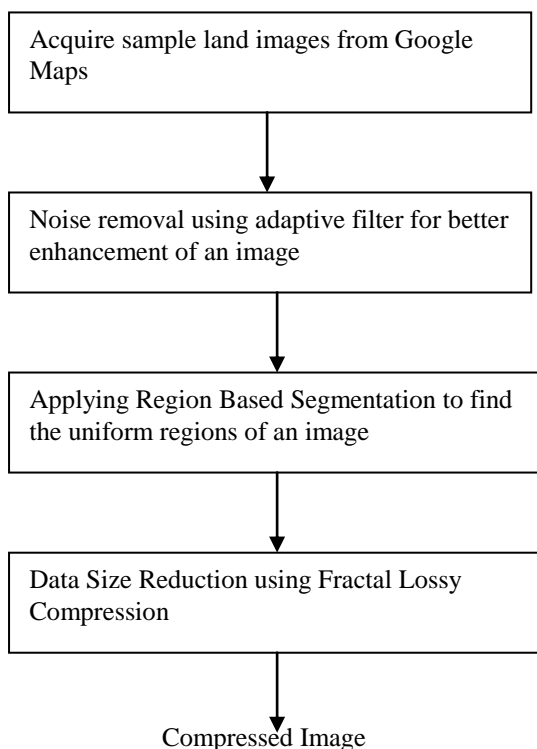 Acquire sample land images from Google
Maps
Noise removal using adaptive filter for better
enhancement of an image
Applying Region Based Segmentation to find
the uniform regions of an image
Data Size Reduction using Fractal Lossy
Compression
Compressed Image